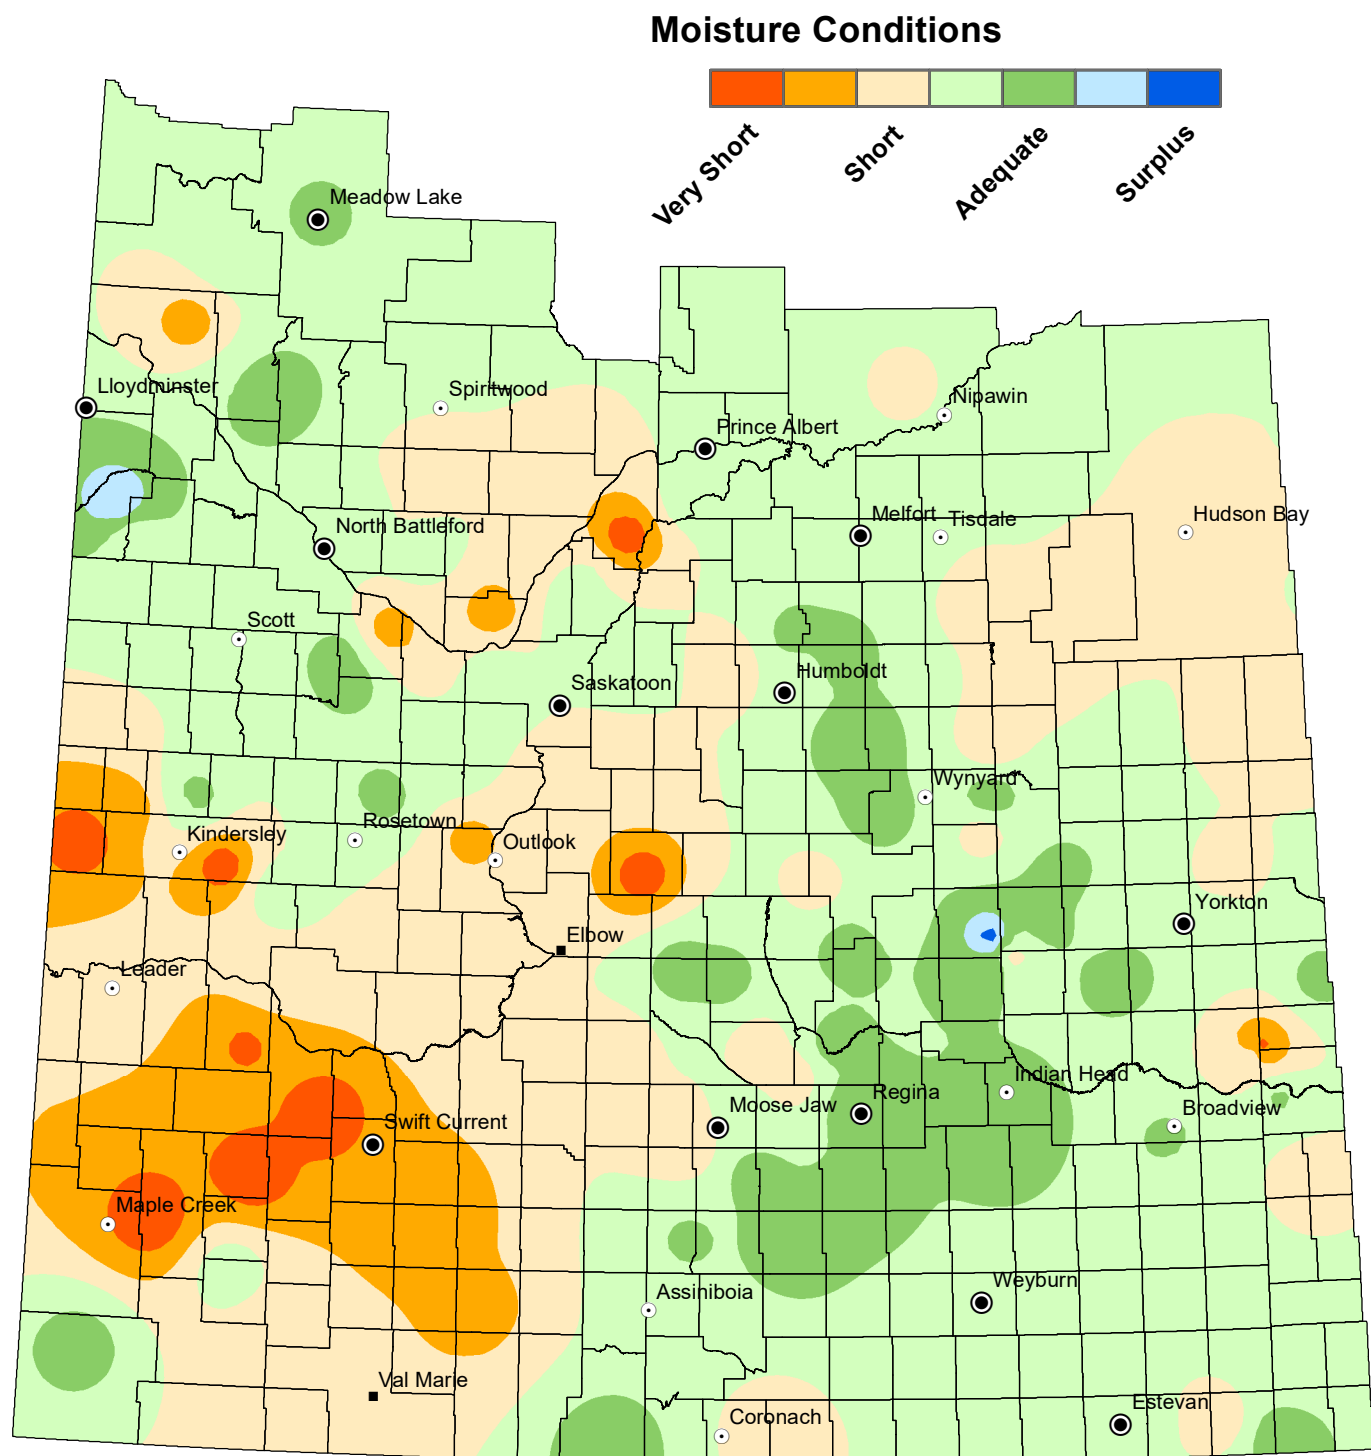 Moisture Conditions
Very Short
Short
Adequate
Surplus
Meadow Lake
Lloydminster
Spiritwood
Nipawin
Prince Albert
Melfort
Tisdale
Hudson Bay
North Battleford
Scott
Humboldt
Saskatoon
Wynyard
Rosetown
Kindersley
Outlook
Yorkton
Elbow
Leader
Indian Head
Regina
Moose Jaw
Broadview
Swift Current
Maple Creek
Weyburn
Assiniboia
Val Marie
Estevan
Coronach